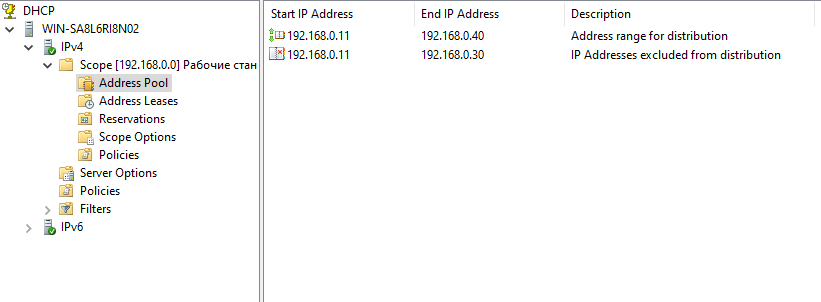 DHCP
WIN-SA8L6RI8N02
IPv4
Scope [192.168.0.0] Рабочие стан
Address Pool
Address Leases
Reservations
Scope Options
Policies
Server Options
Policies
Filters
IPv6
Start IP Address End IP Address Description
192.168.0.11 192.168.0.40 Address range for distribution
192.168.0.11 192.168.0.30 IP Addresses excluded from distribution